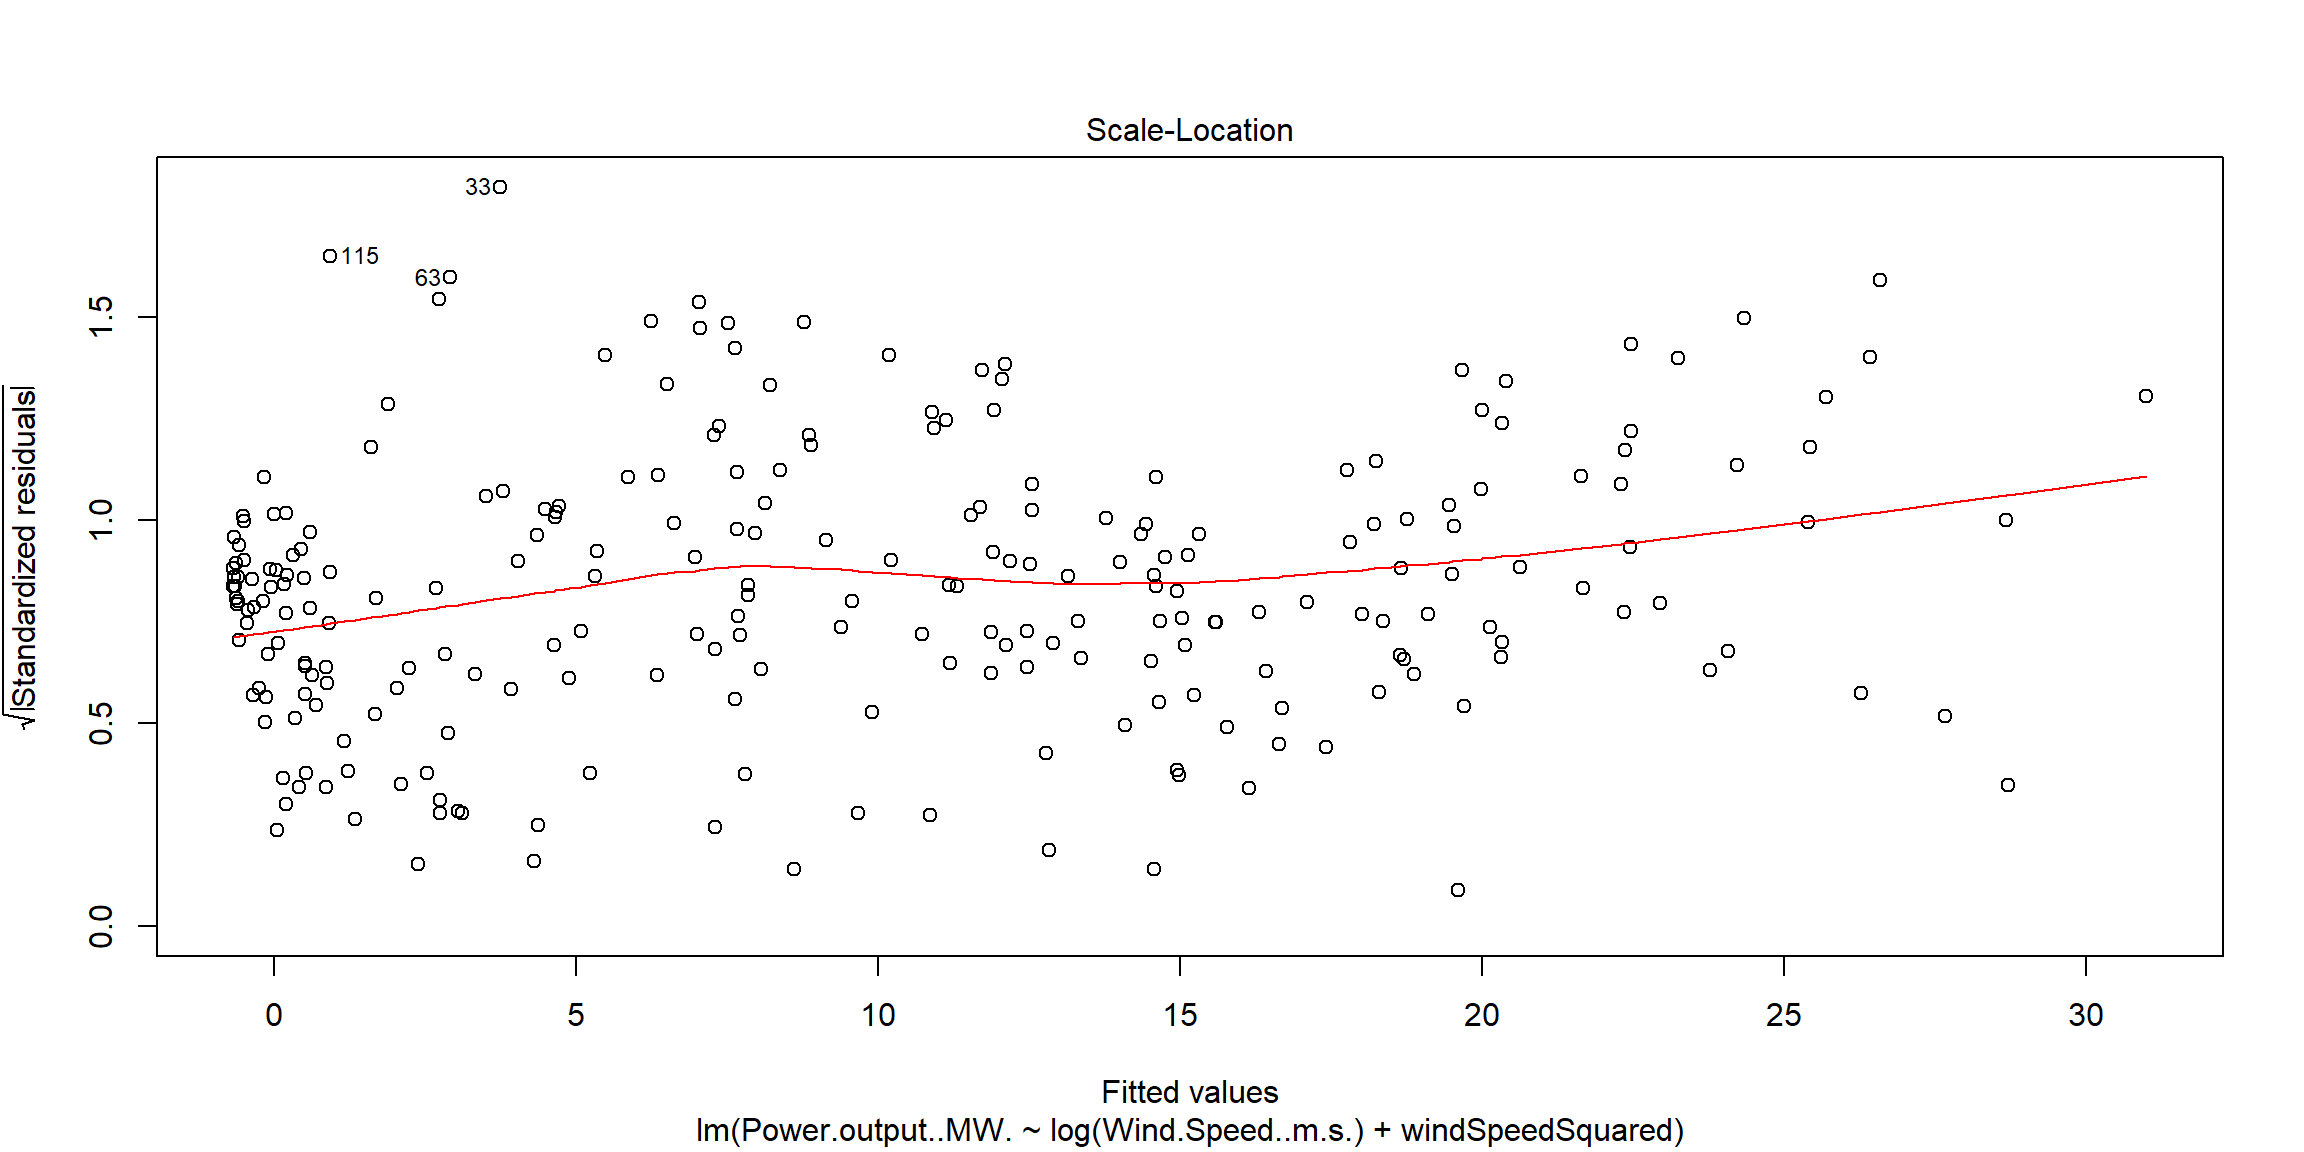 Scale-Location
33
115
63
√|Standardized residuals|
1.5
1.0
0.5
0.0
0 5 10 15 20 25 30
Fitted values
lm(Power.output..MW. ~ log(Wind.Speed..m.s.) + windSpeedSquared)